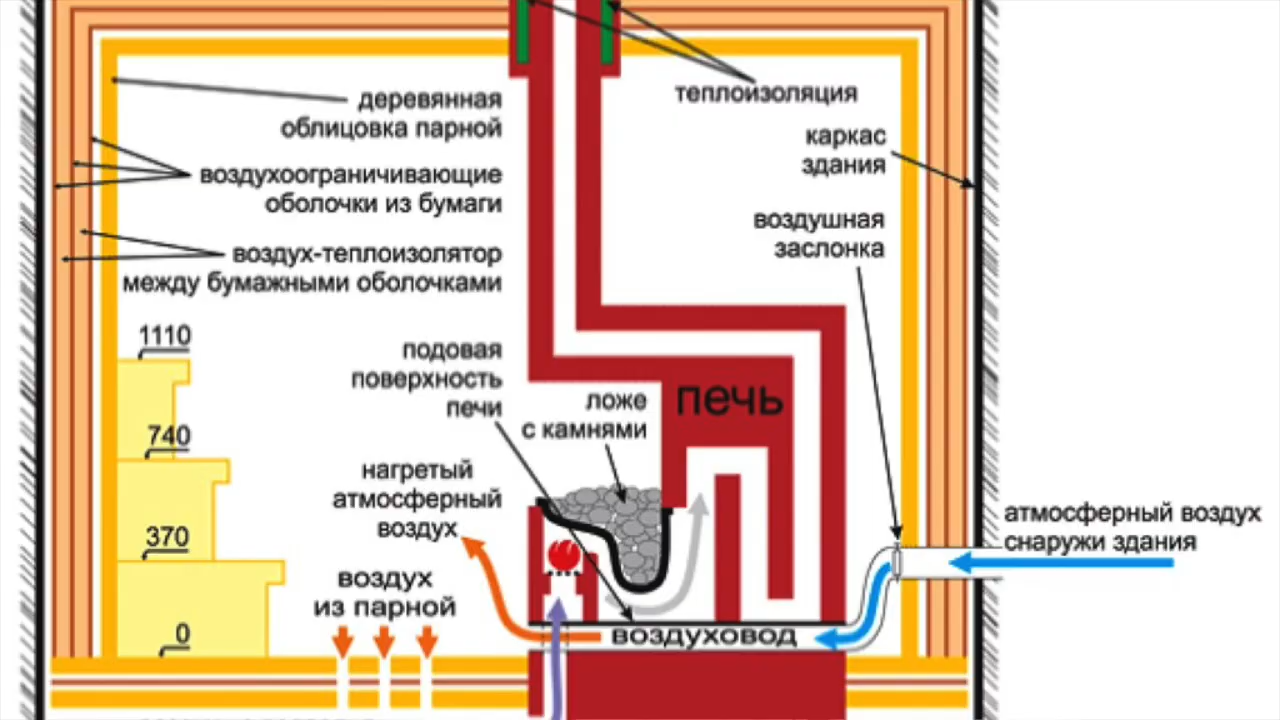 теплоизоляция
деревянная
облицовка парной
каркас
здания
воздухоограничивающие
оболочки из бумаги
воздушная
заслонка
воздух-теплоизолятор
между бумажными оболочками
1110
подовая
поверхность
печи
ложе
с камнями
печь
740
нагретый
атмосферный
воздух
атмосферный воздух
снаружи здания
370
воздух
из парной
0
воздуховод